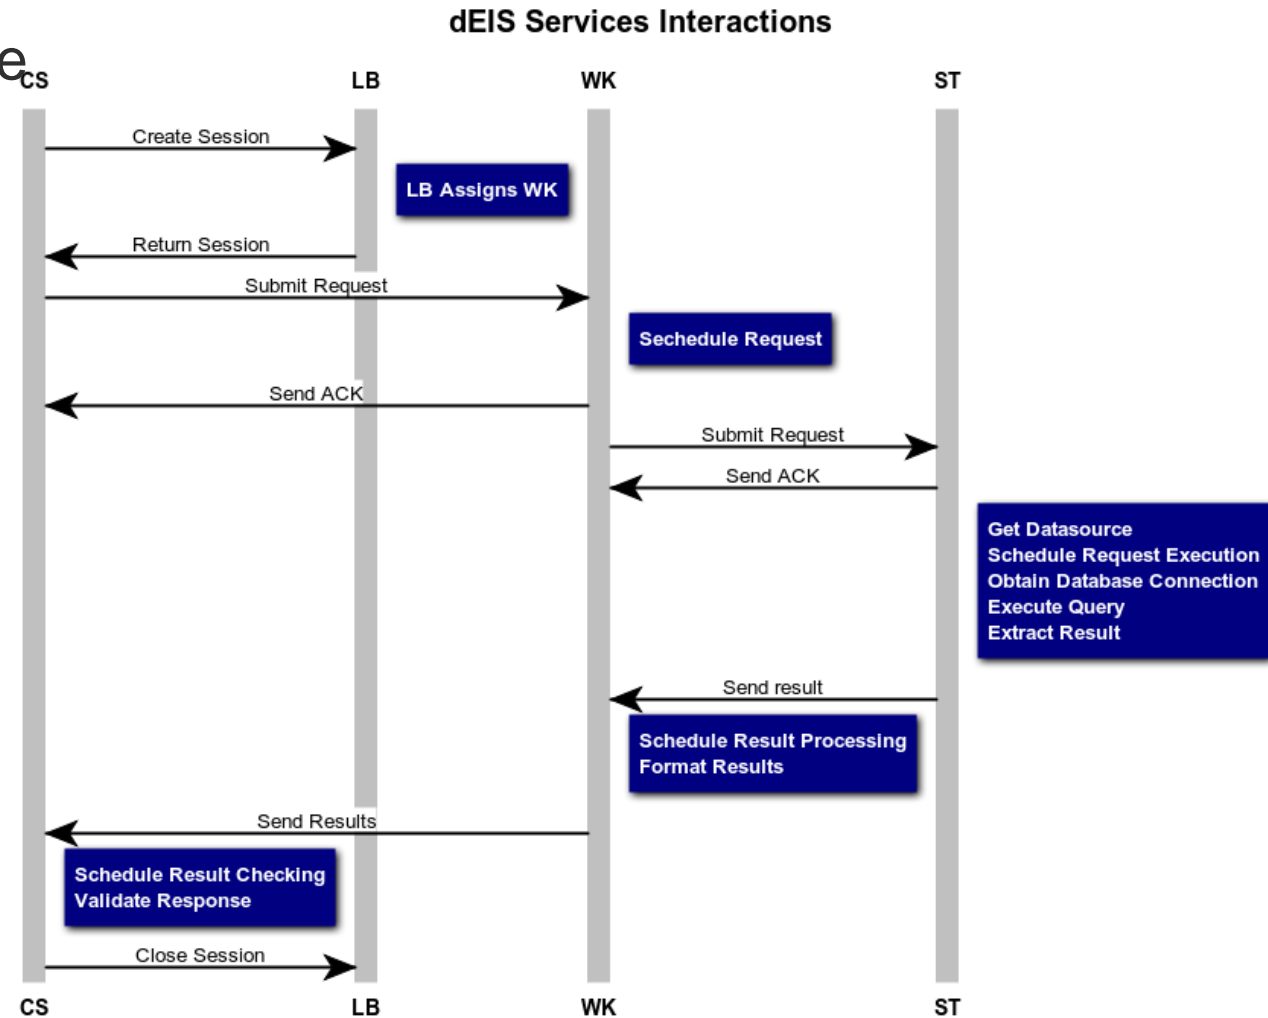 dEIS Services Interactions
e
CS LB WK ST
Create Session
LB Assigns WK
Return Session
Submit Request
Sechedule Request
Send ACK
Submit Request
Send ACK
Get Datasource
Schedule Request Execution
Obtain Database Connection
Execute Query
Extract Result
Send result
Schedule Result Processing
Format Results
Send Results
Schedule Result Checking
Validate Response
Close Session
CS LB WK ST